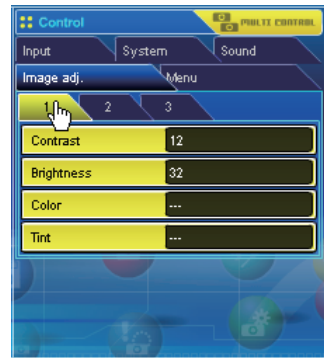 Control
MULTI CONTROL
Input System Sound
Image adj. Menu
1 2 3
Contrast 12
Brightness 32
Color ---
Tint ---